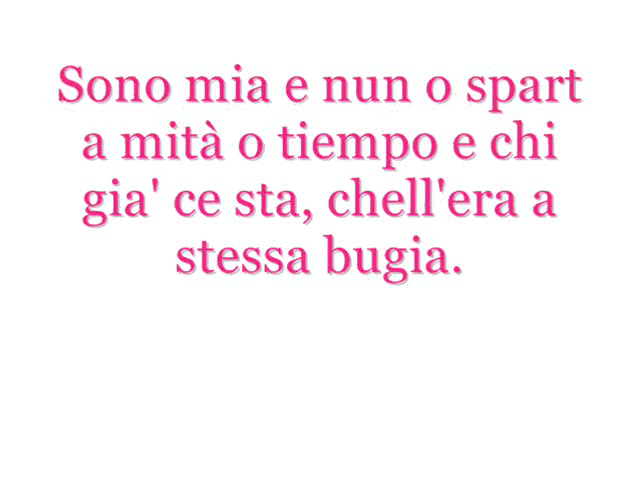 Sono mia e nun o spart
a mità o tiempo e chi
gia' ce sta, chell'era a
stessa bugia.